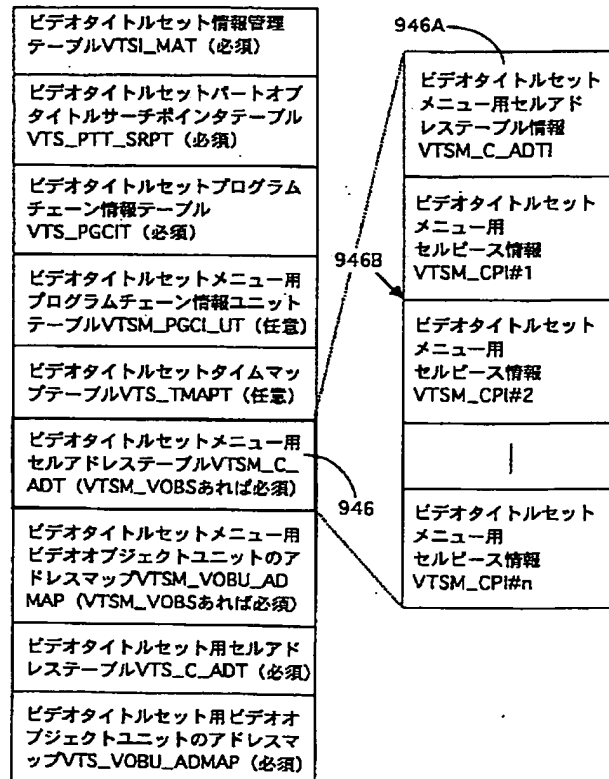 ビデオタイトルセット情報管理
テーブルVTSI_MAT（必須）
ビデオタイトルセットパートオブ
タイトルサーチポインタテーブル
VTS_PTT_SRPT（必須）
ビデオタイトルセットプログラム
チェーン情報テーブル
VTS_PGCIT（必須）
ビデオタイトルセットメニュー用
プログラムチェーン情報ユニット
テーブルVTSM_PGCI_UT（任意）
ビデオタイトルセットタイムマッ
プテーブルVTS_TMAPT（任意）
ビデオタイトルセットメニュー用
セルアドレステーブルVTSM_C_
ADT（VTSM_VOBSあれば必須）
ビデオタイトルセットメニュー用
ビデオオブジェクトユニットのア
ドレスマップVTSM_VOBU_AD
MAP（VTSM_VOBSあれば必須）
ビデオタイトルセット用セルアド
レステーブルVTS_C_ADT（必須）
ビデオタイトルセット用ビデオオ
ブジェクトユニットのアドレスマ
ップVTS_VOBU_ADMAP（必須）
946
946A
946B
ビデオタイトルセット
メニュー用セルアド
レステーブル情報
VTSM_C_ADTI
ビデオタイトルセット
メニュー用
セルピース情報
VTSM_CPI#1
ビデオタイトルセット
メニュー用
セルピース情報
VTSM_CPI#2
ビデオタイトルセット
メニュー用
セルピース情報
VTSM_CPI#n